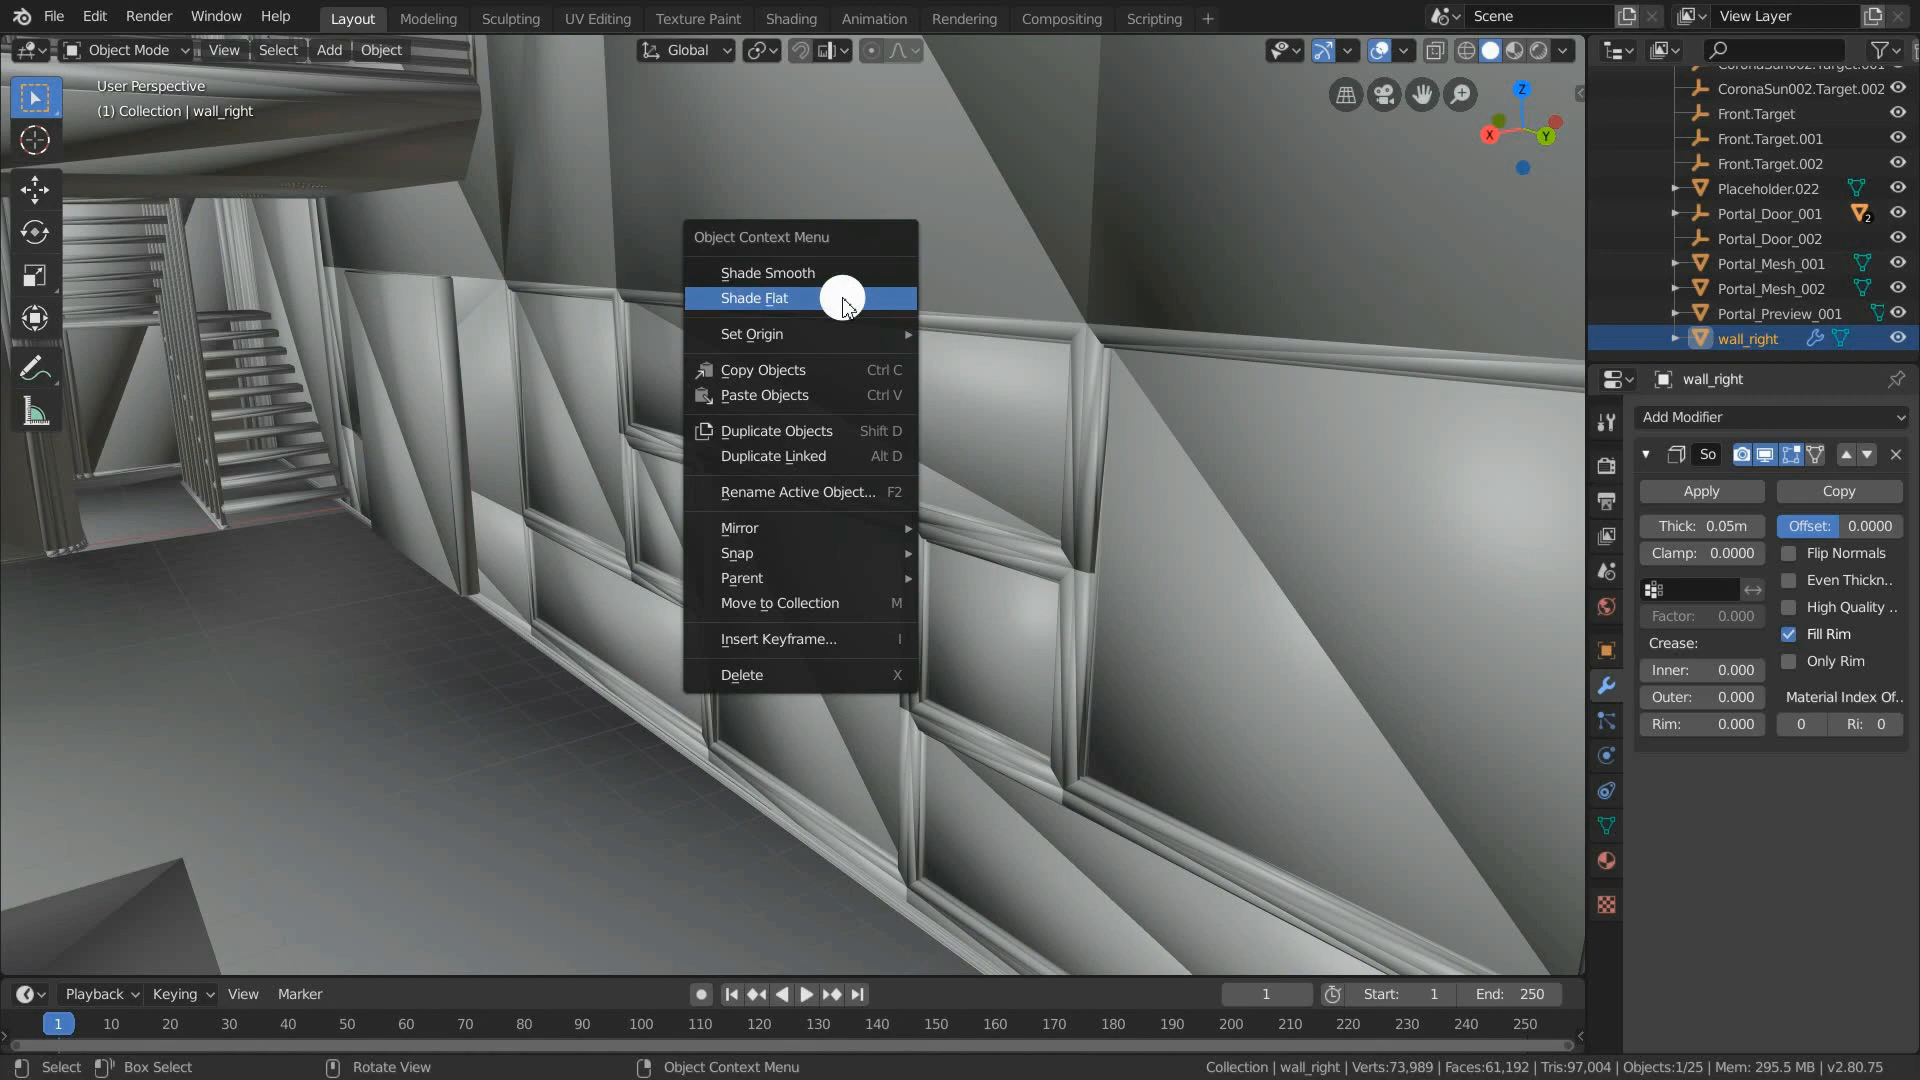 File Edit Render Window Help Layout Modeling Sculpting UV Editing Texture Paint Shading Animation Rendering Compositing Scripting + Scene View Layer
Object Mode View Select Add Object Global
User Perspective
(1) Collection | wall_right
Z
X
Y
CoronaSun002.Target.001
CoronaSun002.Target.002
Front.Target
Front.Target.001
Front.Target.002
Placeholder.022
Portal_Door_001 2
Portal_Door_002
Portal_Mesh_001
Portal_Mesh_002
Portal_Preview_001
wall_right
Object Context Menu
Shade Smooth
Shade Flat
Set Origin
Copy Objects Ctrl C
Paste Objects Ctrl V
Duplicate Objects Shift D
Duplicate Linked Alt D
Rename Active Object... F2
Mirror
Snap
Parent
Move to Collection M
Insert Keyframe... I
Delete X
wall_right
Add Modifier
So
Apply Copy
Thick: 0.05m Offset: 0.0000
Clamp: 0.0000 Flip Normals
Even Thickn..
High Quality ..
Factor: 0.000
Fill Rim
Crease:
Only Rim
Inner: 0.000
Outer: 0.000 Material Index Of..
Rim: 0.000 0 Ri: 0
Playback Keying View Marker 1 Start: 1 End: 250
1 10 20 30 40 50 60 70 80 90 100 110 120 130 140 150 160 170 180 190 200 210 220 230 240 250
Select Box Select Rotate View Object Context Menu Collection | wall_right | Verts:73,989 | Faces:61,192 | Tris:97,004 | Objects:1/25 | Mem: 295.5 MB | v2.80.75